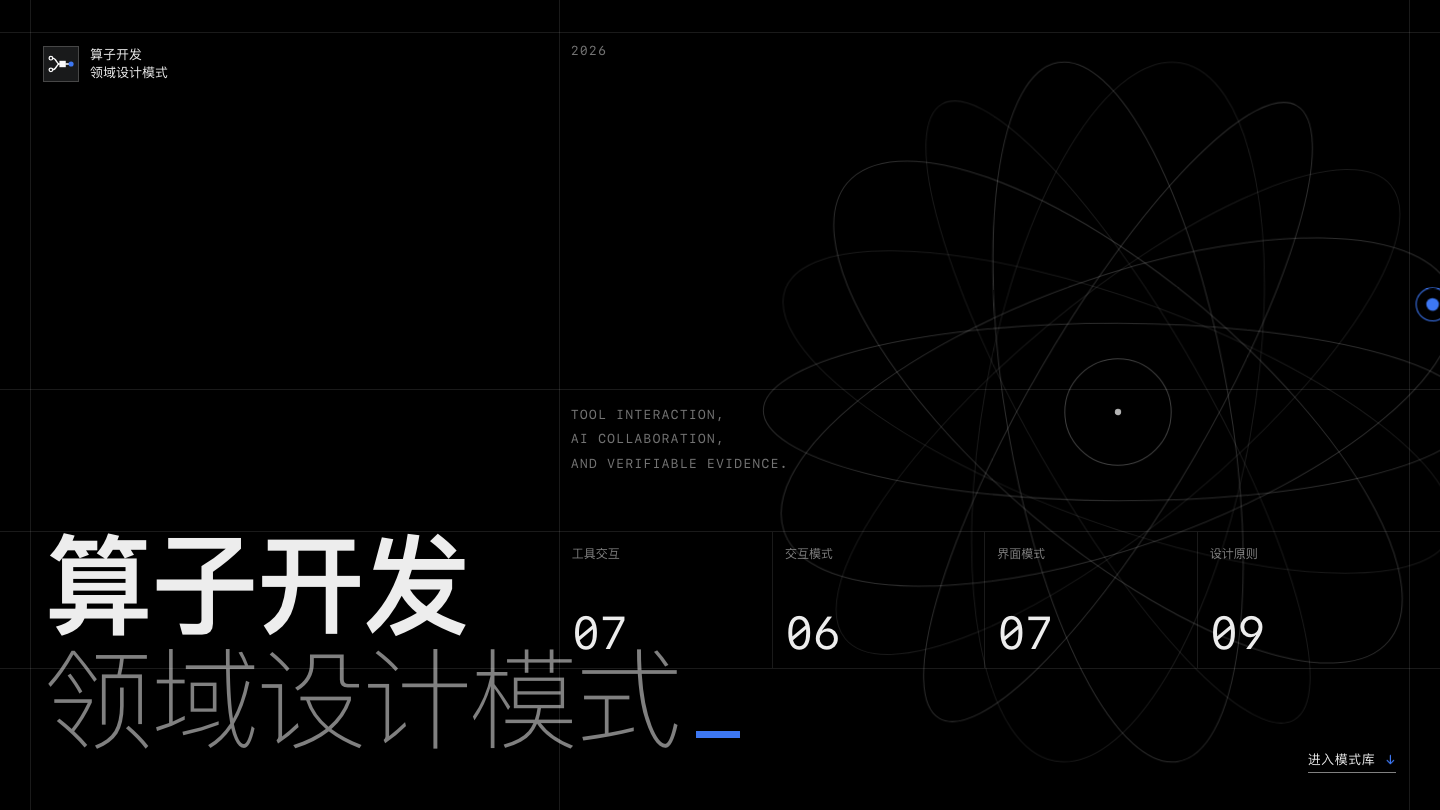 算子开发
领域设计模式
2026
TOOL INTERACTION,
AI COLLABORATION,
AND VERIFIABLE EVIDENCE.
算子开发
领域设计模式
工具交互
07
交互模式
06
界面模式
07
设计原则
09
进入模式库 ↓